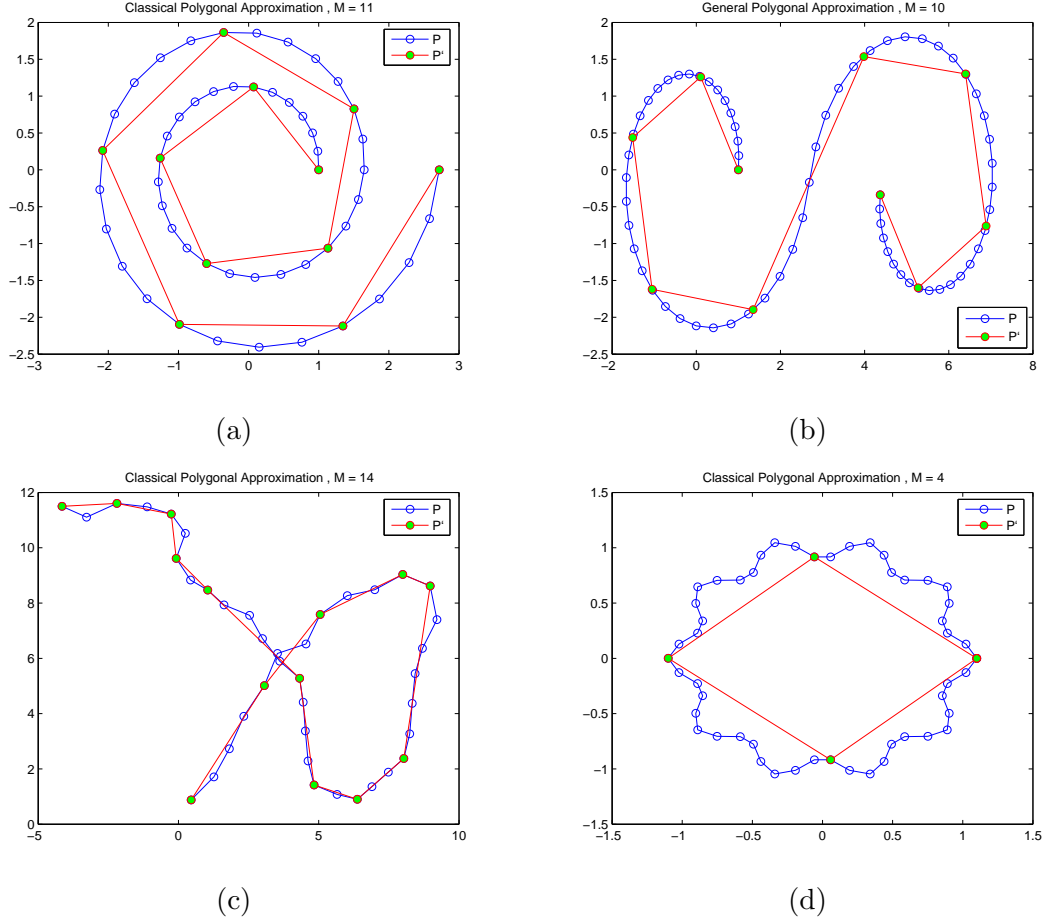 Classical Polygonal Approximation , M = 11
P
P'
2
1.5
1
0.5
0
−0.5
−1
−1.5
−2
−2.5
−3 −2 −1 0 1 2 3
(a)
General Polygonal Approximation , M = 10
P
P'
2
1.5
1
0.5
0
−0.5
−1
−1.5
−2
−2.5
−2 0 2 4 6 8
(b)
Classical Polygonal Approximation , M = 14
P
P'
12
10
8
6
4
2
0
−5 0 5 10
(c)
Classical Polygonal Approximation , M = 4
P
P'
1.5
1
0.5
0
−0.5
−1
−1.5
−1.5 −1 −0.5 0 0.5 1 1.5
(d)